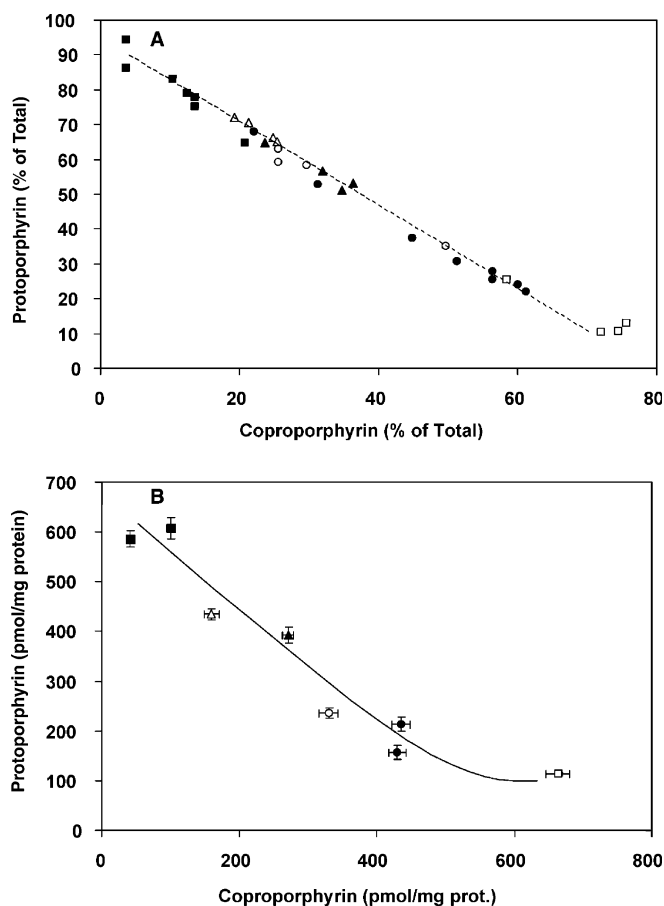 A
Protoporphyrin (% of Total)
100
90
80
70
60
50
40
30
20
10
0
0 20 40 60 80
Coproporphyrin (% of Total)
B
Protoporphyrin (pmol/mg protein)
700
600
500
400
300
200
100
0
0 200 400 600 800
Coproporphyrin (pmol/mg prot.)